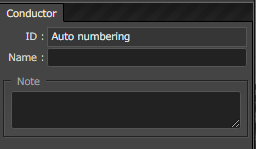 Conductor
ID : Auto numbering
Name :
Note